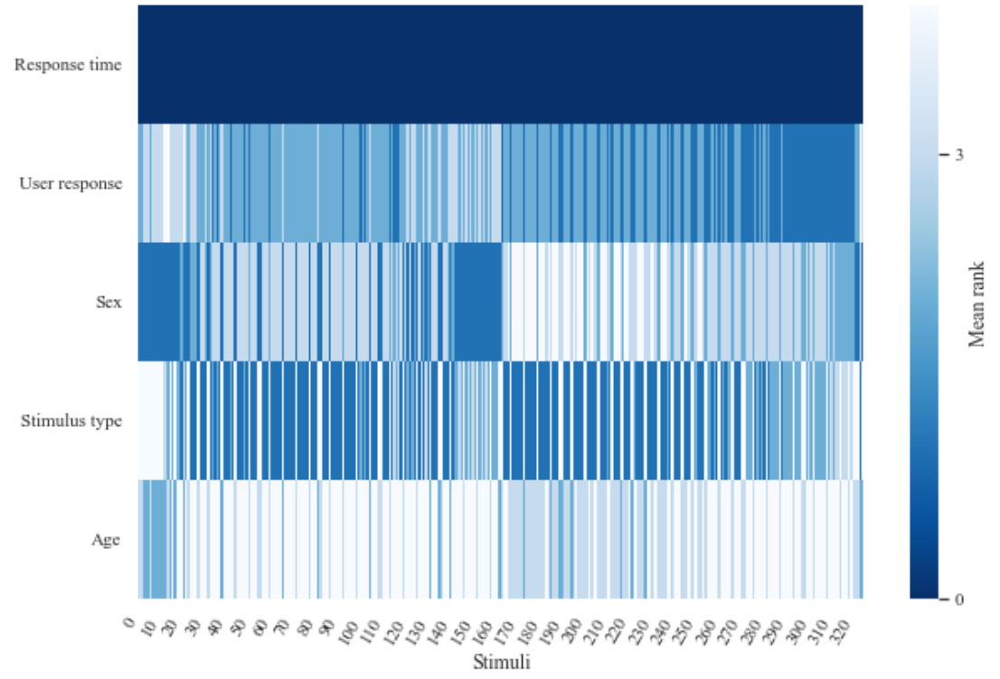 Response time
User response
Sex
Stimulus type
Age
0 10 20 30 40 50 60 70 80 90 100 110 120 130 140 150 160 170 180 190 200 210 220 230 240 250 260 270 280 290 300 310 320
Stimuli
3
0
Mean rank